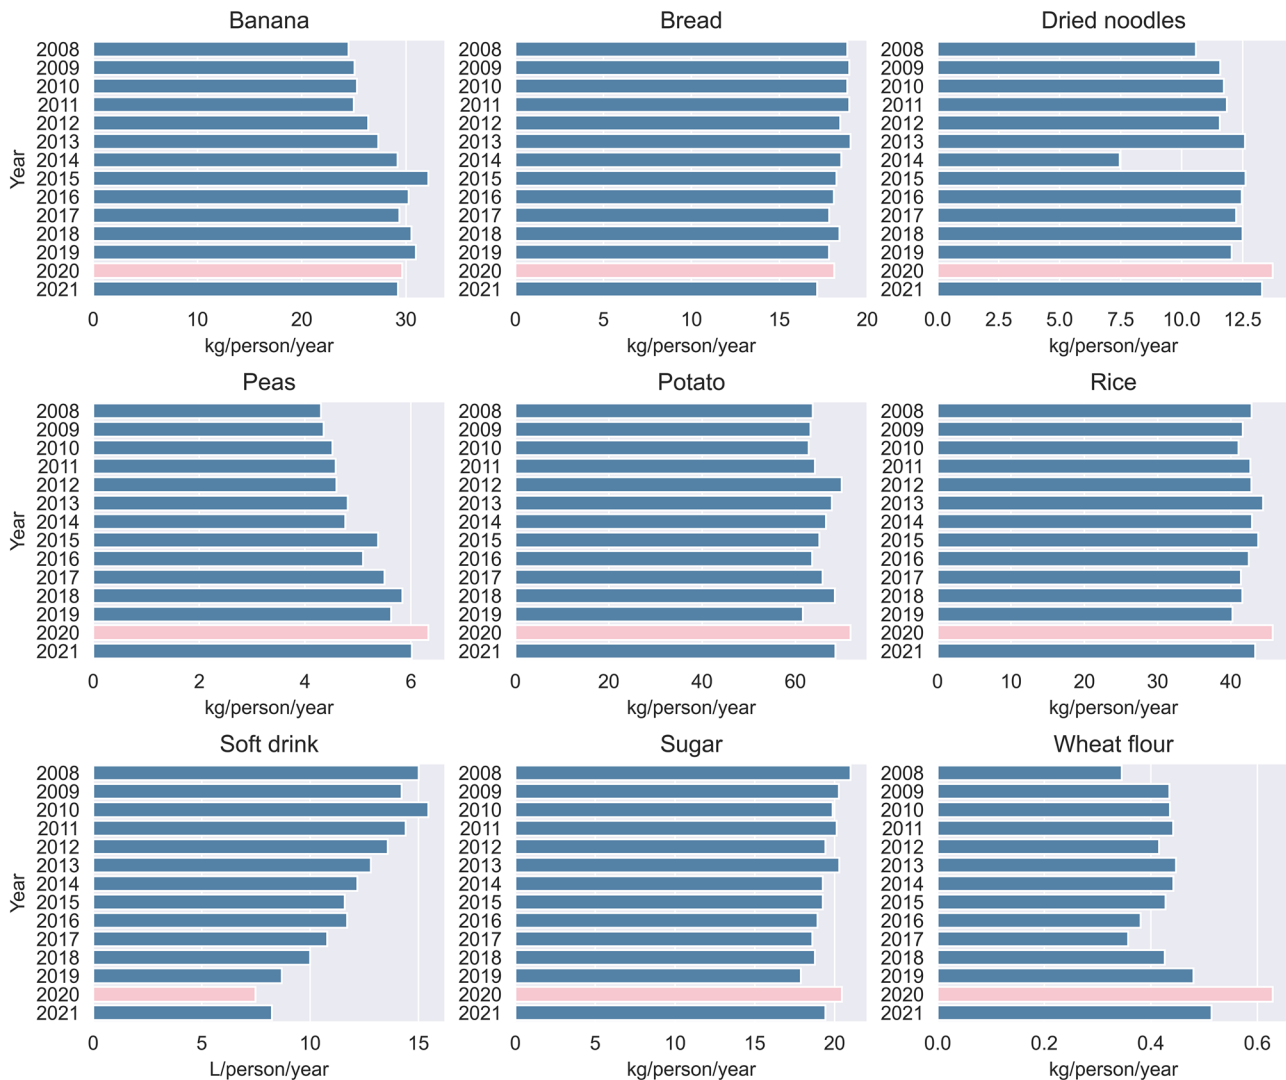 Banana Bread Dried noodles
2008 2008 2008
2009 2009 2009
2010 2010 2010
2011 2011 2011
2012 2012 2012
2013 2013 2013
2014 2014 2014
2015 2015 2015
2016 2016 2016
2017 2017 2017
2018 2018 2018
2019 2019 2019
2020 2020 2020
2021 2021 2021
Year
0 10 20 30 0 5 10 15 20 0.0 2.5 5.0 7.5 10.0 12.5
kg/person/year kg/person/year kg/person/year
Peas Potato Rice
2008 2008 2008
2009 2009 2009
2010 2010 2010
2011 2011 2011
2012 2012 2012
2013 2013 2013
2014 2014 2014
2015 2015 2015
2016 2016 2016
2017 2017 2017
2018 2018 2018
2019 2019 2019
2020 2020 2020
2021 2021 2021
Year
0 2 4 6 0 20 40 60 0 10 20 30 40
kg/person/year kg/person/year kg/person/year
Soft drink Sugar Wheat flour
2008 2008 2008
2009 2009 2009
2010 2010 2010
2011 2011 2011
2012 2012 2012
2013 2013 2013
2014 2014 2014
2015 2015 2015
2016 2016 2016
2017 2017 2017
2018 2018 2018
2019 2019 2019
2020 2020 2020
2021 2021 2021
Year
0 5 10 15 0 5 10 15 20 0.0 0.2 0.4 0.6
L/person/year kg/person/year kg/person/year